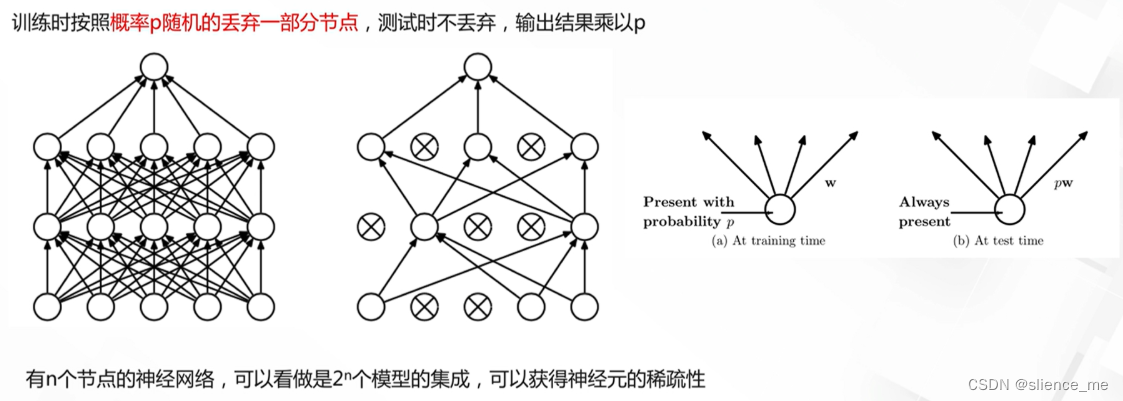 训练时按照概率p随机的丢弃一部分节点，测试时不丢弃，输出结果乘以p
Present with
probability p
w
(a) At training time
Always
present
pw
(b) At test time
有n个节点的神经网络，可以看做是2ⁿ个模型的集成，可以获得神经元的稀疏性
CSDN @slience_me